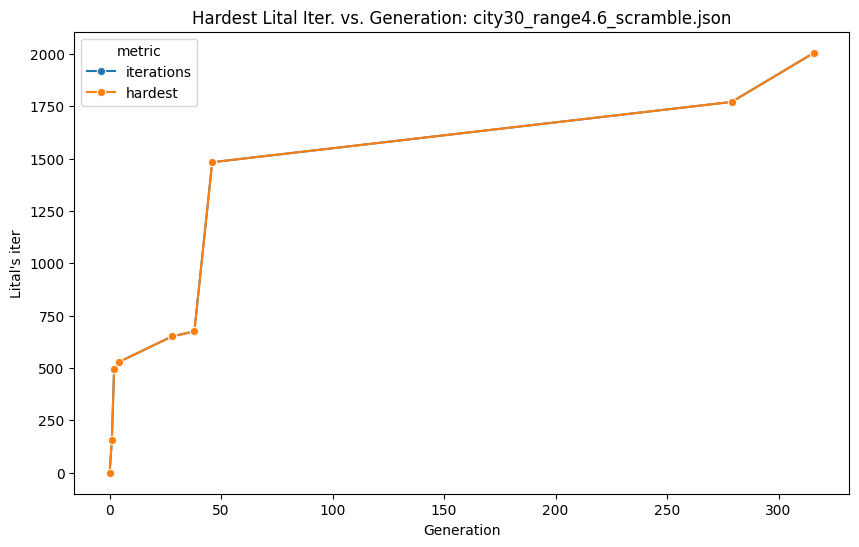 Hardest Lital Iter. vs. Generation: city30_range4.6_scramble.json
metric
iterations
hardest
2000
1750
1500
1250
1000
750
500
250
0
Lital's iter
0 50 100 150 200 250 300
Generation